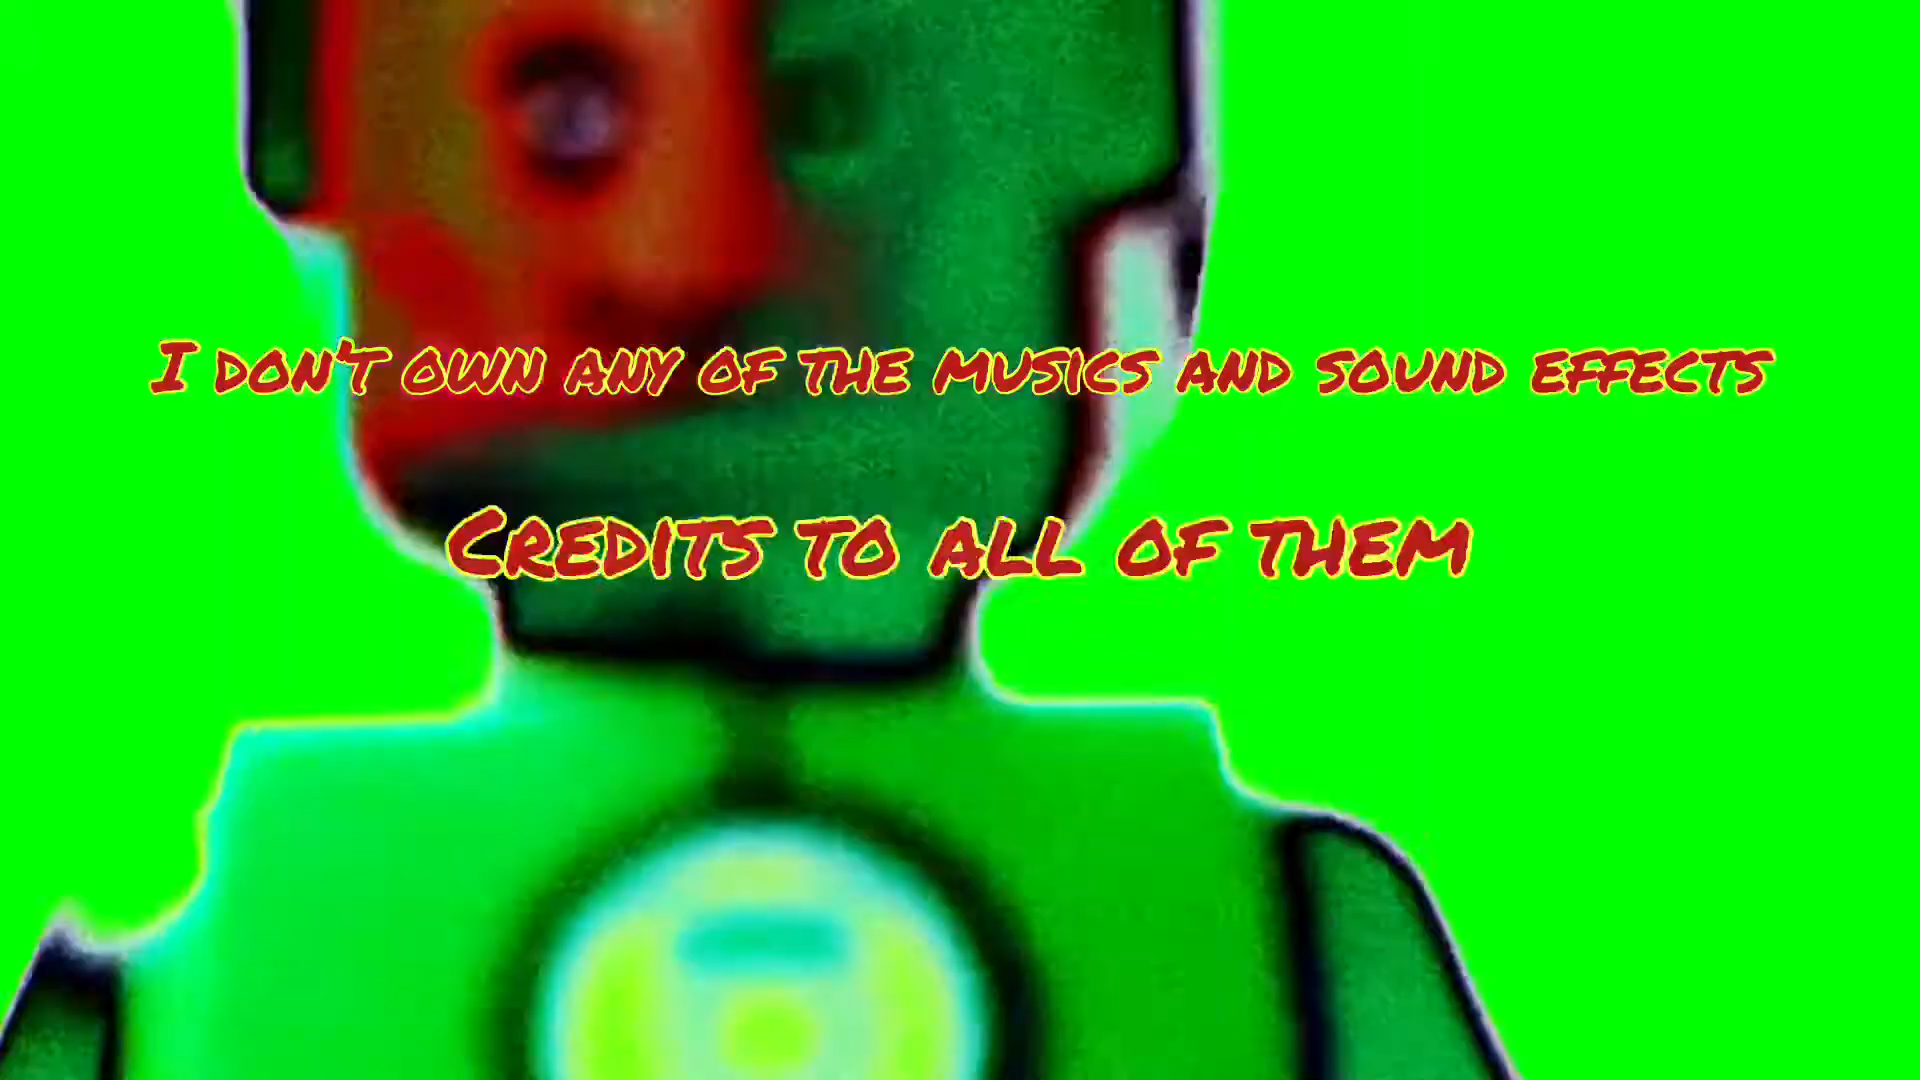 I don't own any of the musics and sound effects
Credits to all of them